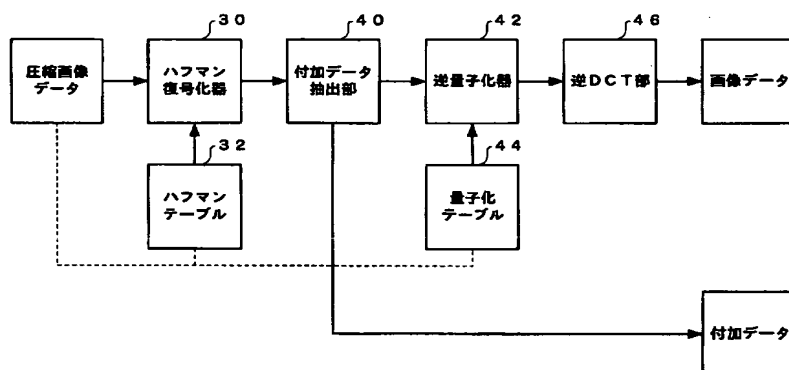 30
40
42
46
圧縮画像
データ
ハフマン
復号化器
付加データ
抽出部
逆量子化器
逆DCT部
画像データ
32
44
ハフマン
テーブル
量子化
テーブル
付加データ